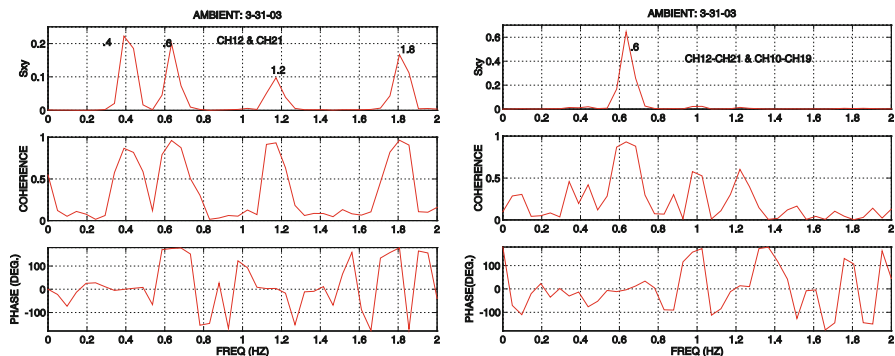 AMBIENT: 3-31-03
CH12 & CH21
.4
.6
1.2
1.8
0.2
0.1
0
Sxy
0 0.2 0.4 0.6 0.8 1 1.2 1.4 1.6 1.8 2
1
0.5
0
COHERENCE
0 0.2 0.4 0.6 0.8 1 1.2 1.4 1.6 1.8 2
100
0
-100
PHASE (DEG.)
0 0.2 0.4 0.6 0.8 1 1.2 1.4 1.6 1.8 2
FREQ (HZ)
AMBIENT: 3-31-03
.6
CH12-CH21 & CH10-CH19
0.6
0.4
0.2
0
Sxy
0 0.2 0.4 0.6 0.8 1 1.2 1.4 1.6 1.8 2
1
0.5
0
COHERENCE
0 0.2 0.4 0.6 0.8 1 1.2 1.4 1.6 1.8 2
100
0
-100
PHASE(DEG.)
0 0.2 0.4 0.6 0.8 1 1.2 1.4 1.6 1.8 2
FREQ (HZ)